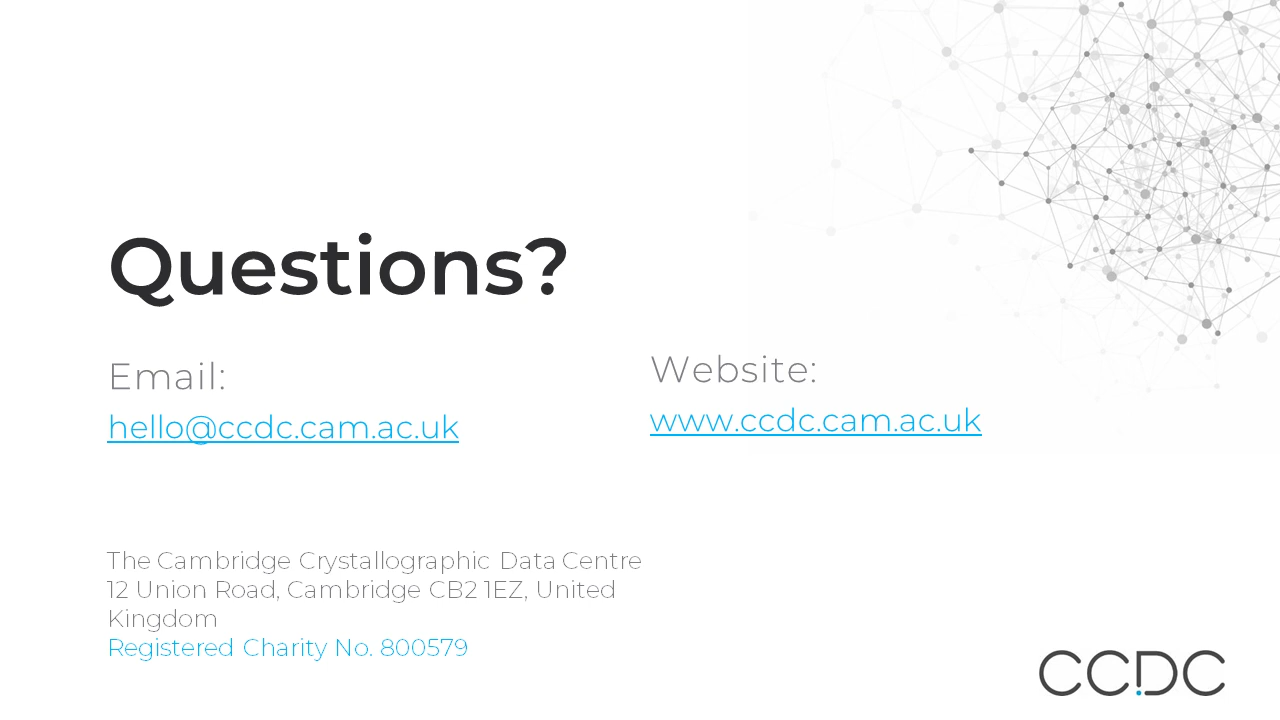 Questions?
Email:
hello@ccdc.cam.ac.uk
Website:
www.ccdc.cam.ac.uk
The Cambridge Crystallographic Data Centre
12 Union Road, Cambridge CB2 1EZ, United
Kingdom
Registered Charity No. 800579
CCDC